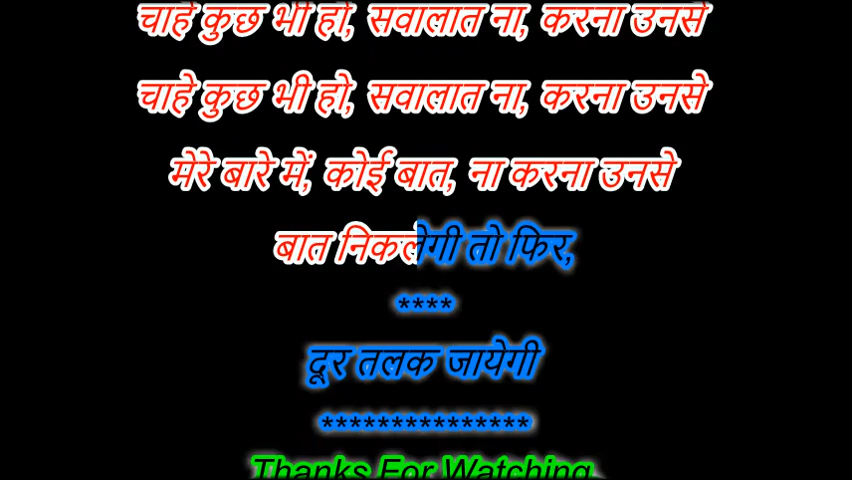 चाहे कुछ भी हो, सवालात ना, करना उनसे
चाहे कुछ भी हो, सवालात ना, करना उनसे
मेरे बारे में, कोई बात, ना करना उनसे
बात निकलेगी तो फिर,
****
दूर तलक जायेगी
***************
Thanks For Watching